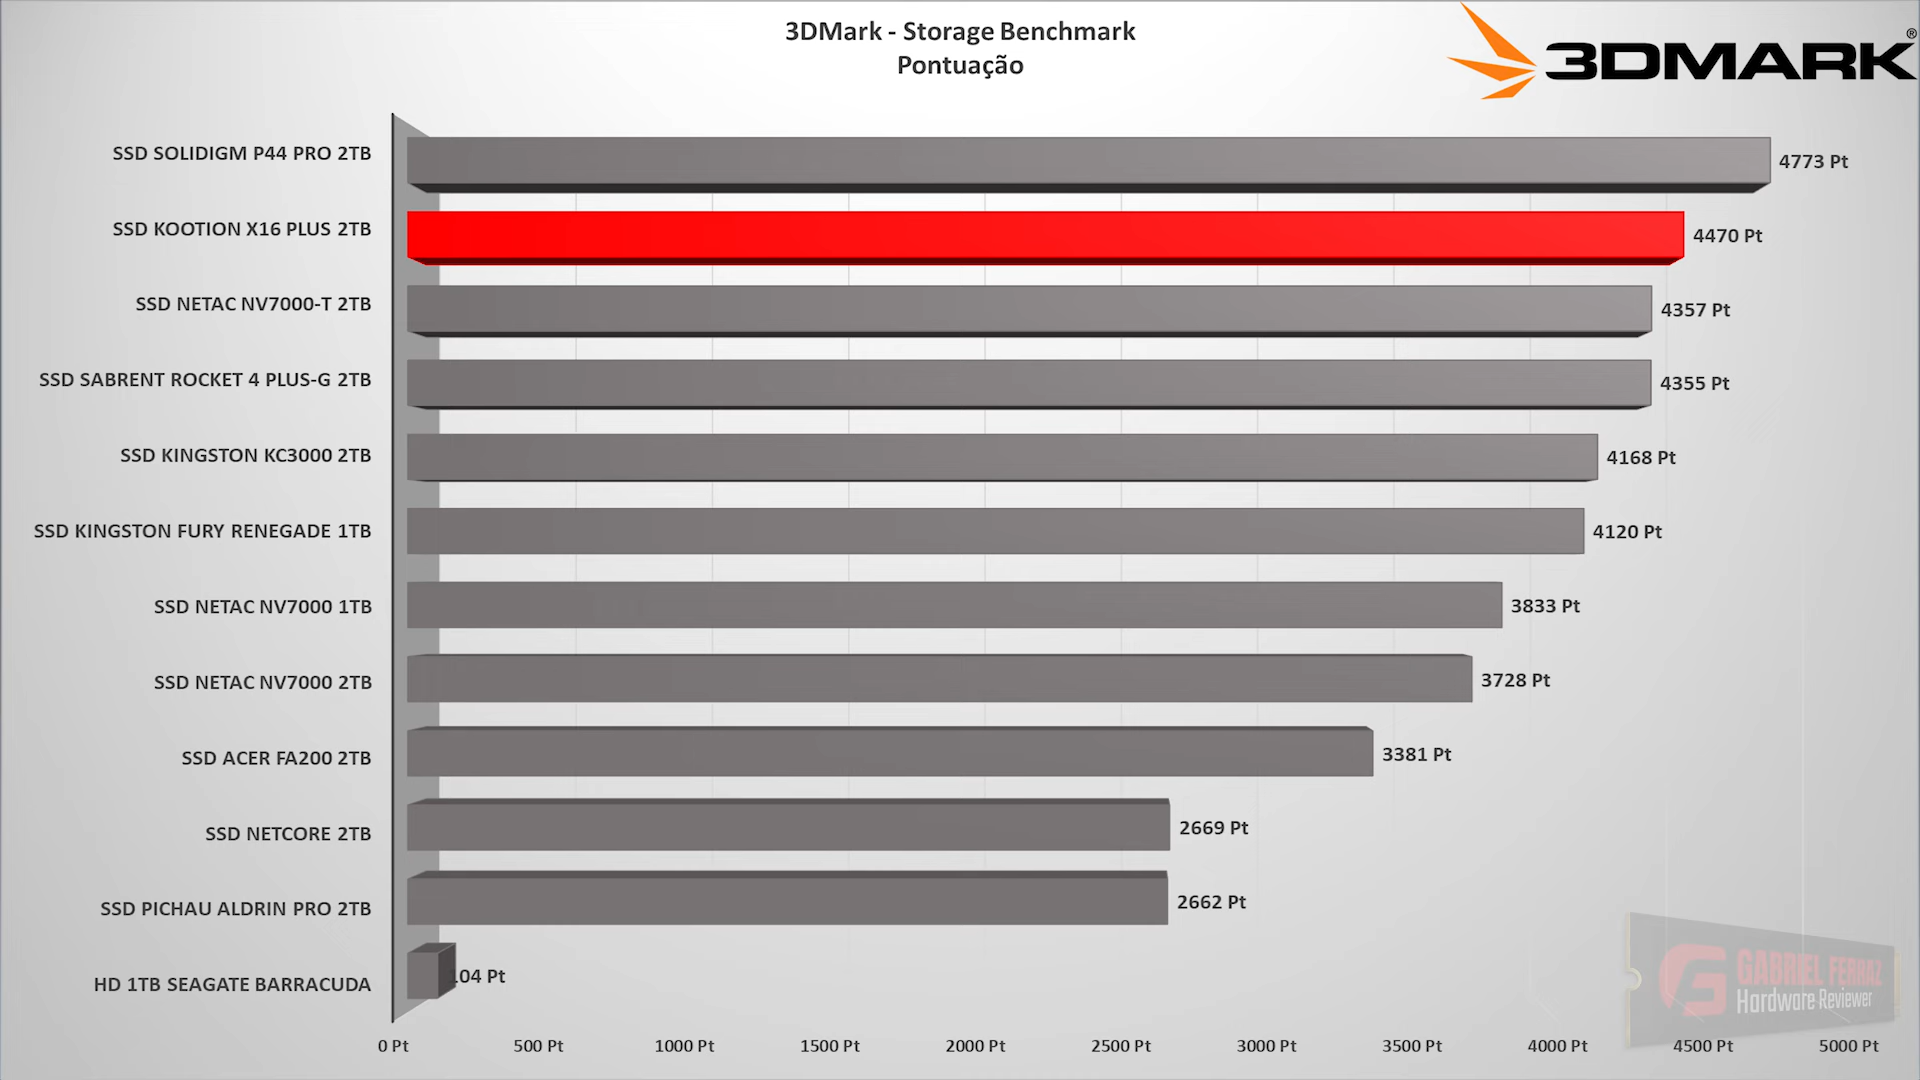 3DMark - Storage Benchmark
Pontuação
3DMARK®
SSD SOLIDIGM P44 PRO 2TB 4773 Pt
SSD KOOTION X16 PLUS 2TB 4470 Pt
SSD NETAC NV7000-T 2TB 4357 Pt
SSD SABRENT ROCKET 4 PLUS-G 2TB 4355 Pt
SSD KINGSTON KC3000 2TB 4168 Pt
SSD KINGSTON FURY RENEGADE 1TB 4120 Pt
SSD NETAC NV7000 1TB 3833 Pt
SSD NETAC NV7000 2TB 3728 Pt
SSD ACER FA200 2TB 3381 Pt
SSD NETCORE 2TB 2669 Pt
SSD PICHAU ALDRIN PRO 2TB 2662 Pt
HD 1TB SEAGATE BARRACUDA 104 Pt
GABRIEL FERRAZ
Hardware Reviewer
0 Pt 500 Pt 1000 Pt 1500 Pt 2000 Pt 2500 Pt 3000 Pt 3500 Pt 4000 Pt 4500 Pt 5000 Pt